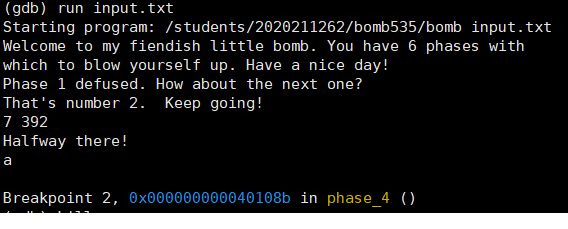 (gdb) run input.txt
Starting program: /students/2020211262/bomb535/bomb input.txt
Welcome to my fiendish little bomb. You have 6 phases with
which to blow yourself up. Have a nice day!
Phase 1 defused. How about the next one?
That's number 2.  Keep going!
7 392
Halfway there!
a

Breakpoint 2, 0x000000000040108b in phase_4 ()